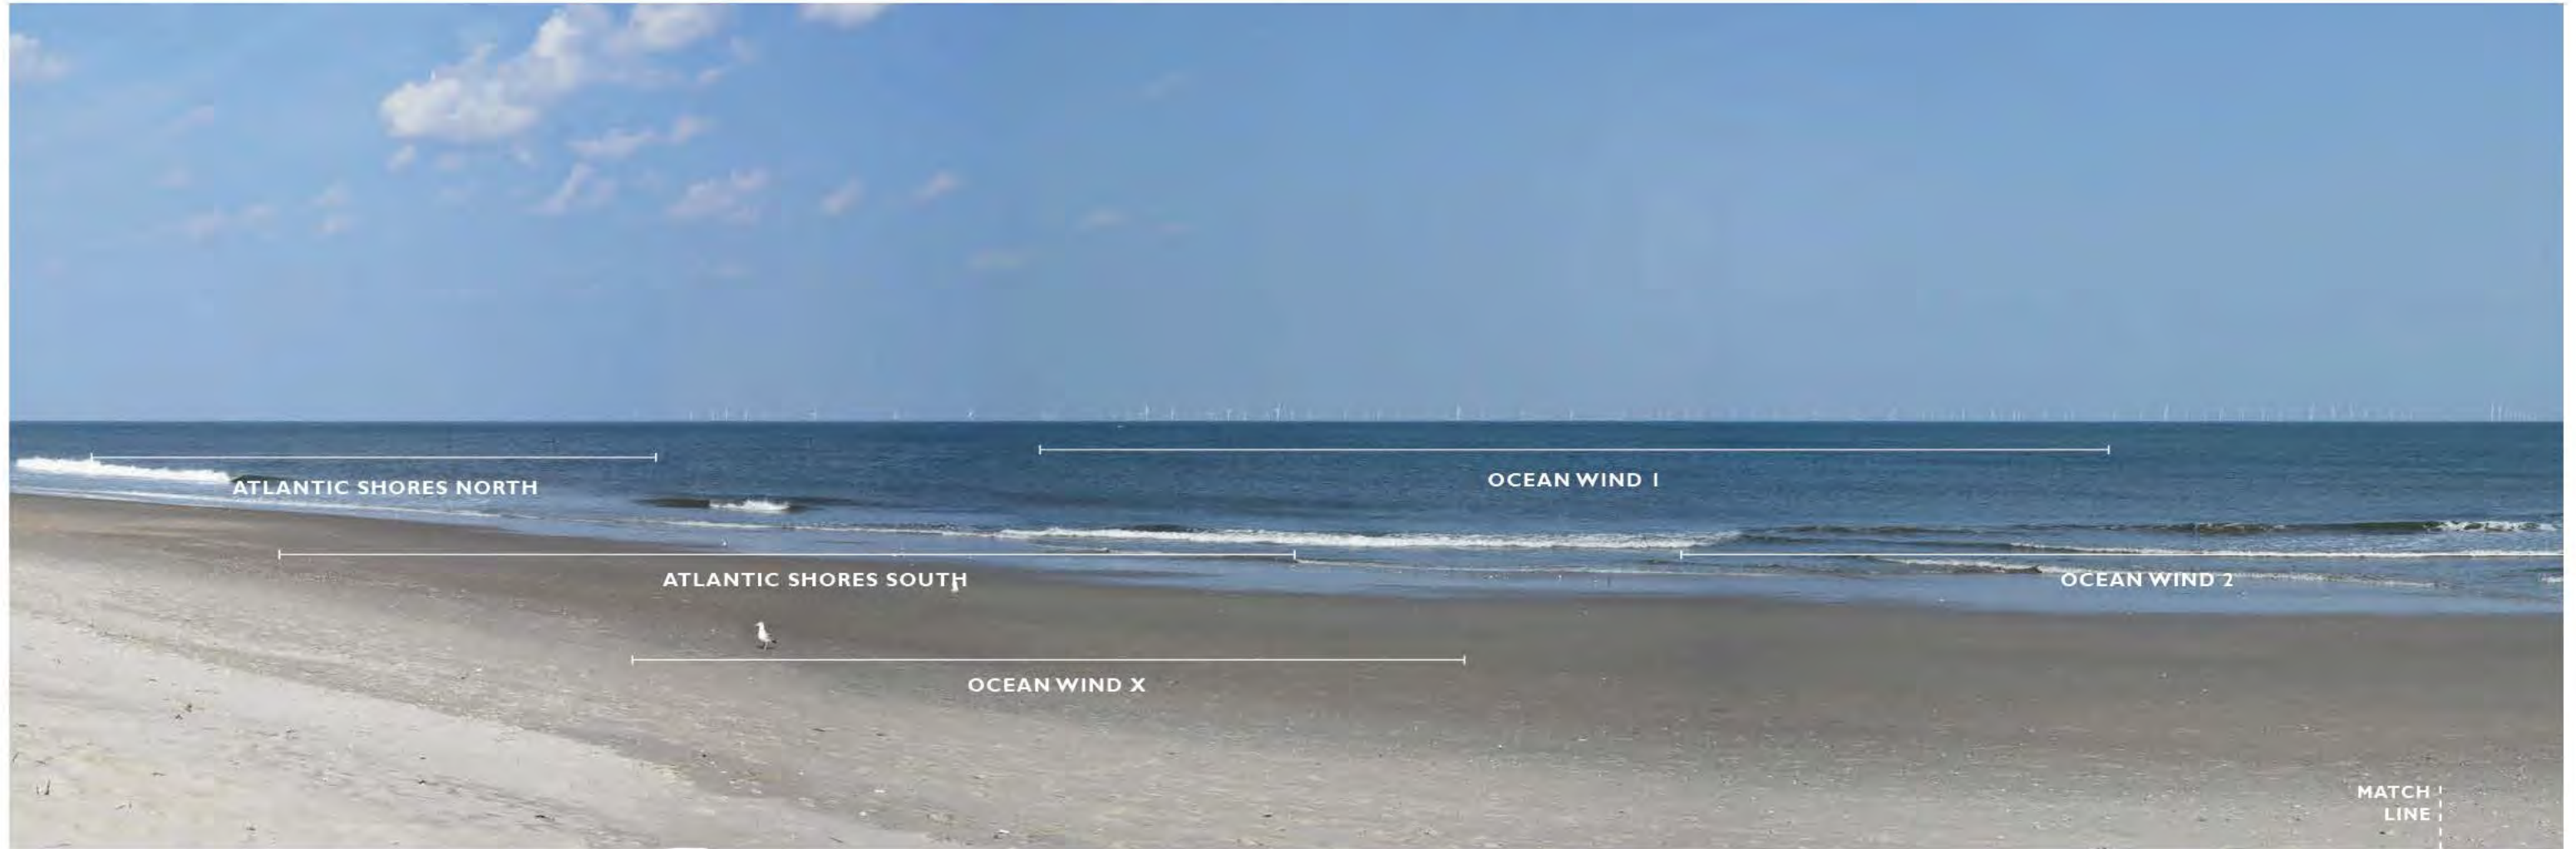 ATLANTIC SHORES NORTH
OCEAN WIND 1
ATLANTIC SHORES SOUTH
OCEAN WIND 2
OCEAN WIND X
MATCH
LINE